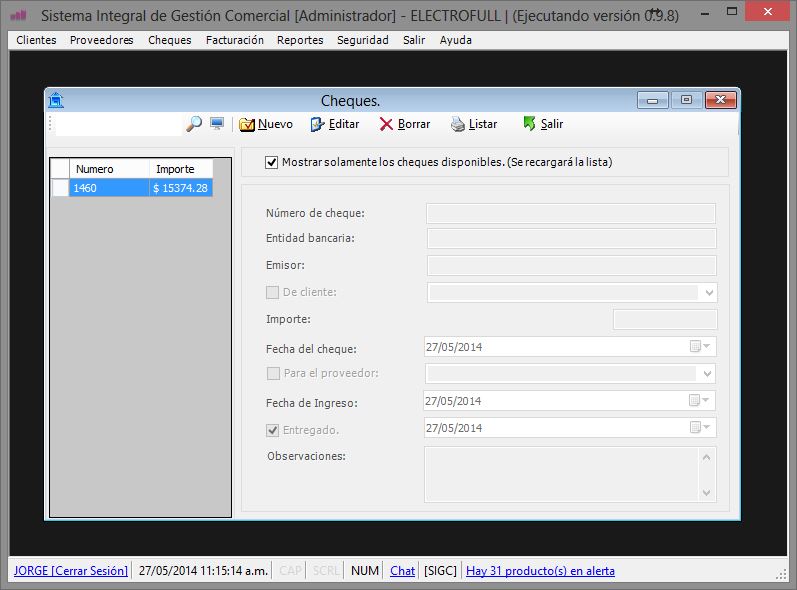 Sistema Integral de Gestión Comercial [Administrador] - ELECTROFULL | (Ejecutando versión 0.9.8)
Clientes Proveedores Cheques Facturación Reportes Seguridad Salir Ayuda
Cheques.
Nuevo Editar Borrar Listar Salir
Numero Importe
1460 $ 15374.28
Mostrar solamente los cheques disponibles. (Se recargará la lista)
Número de cheque:
Entidad bancaria:
Emisor:
De cliente:
Importe:
Fecha del cheque: 27/05/2014
Para el proveedor:
Fecha de Ingreso: 27/05/2014
Entregado. 27/05/2014
Observaciones:
JORGE [Cerrar Sesión] 27/05/2014 11:15:14 a.m. CAP SCRL NUM Chat [SIGC] Hay 31 producto(s) en alerta